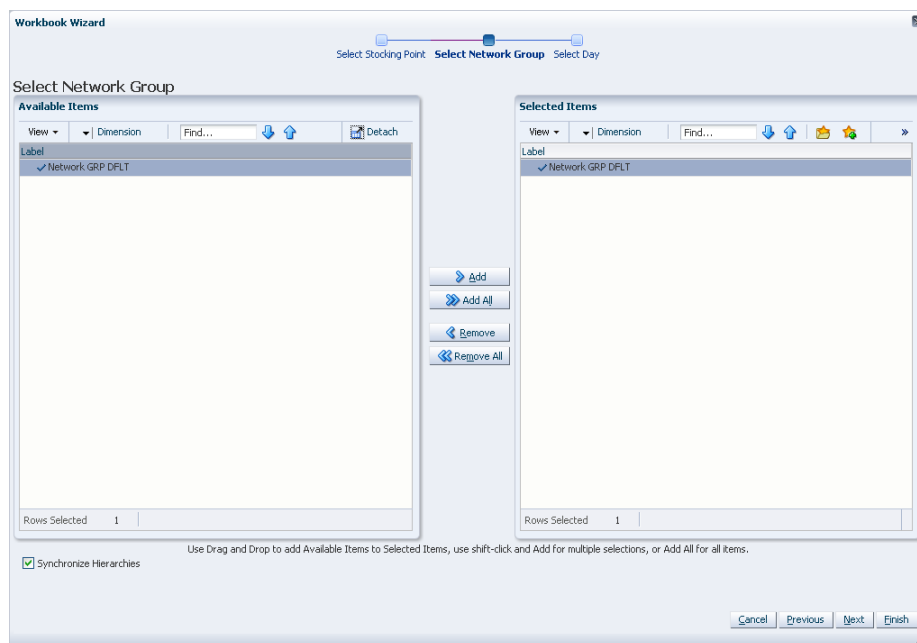 Workbook Wizard
Select Stocking Point Select Network Group Select Day
Select Network Group
Available Items
View Dimension Find... Detach
Label
Network GRP DFLT
Rows Selected 1
Add
Add All
Remove
Remove All
Selected Items
View Dimension Find... »
Label
Network GRP DFLT
Rows Selected 1
Use Drag and Drop to add Available Items to Selected Items, use shift-click and Add for multiple selections, or Add All for all items.
Synchronize Hierarchies
Cancel Previous Next Finish